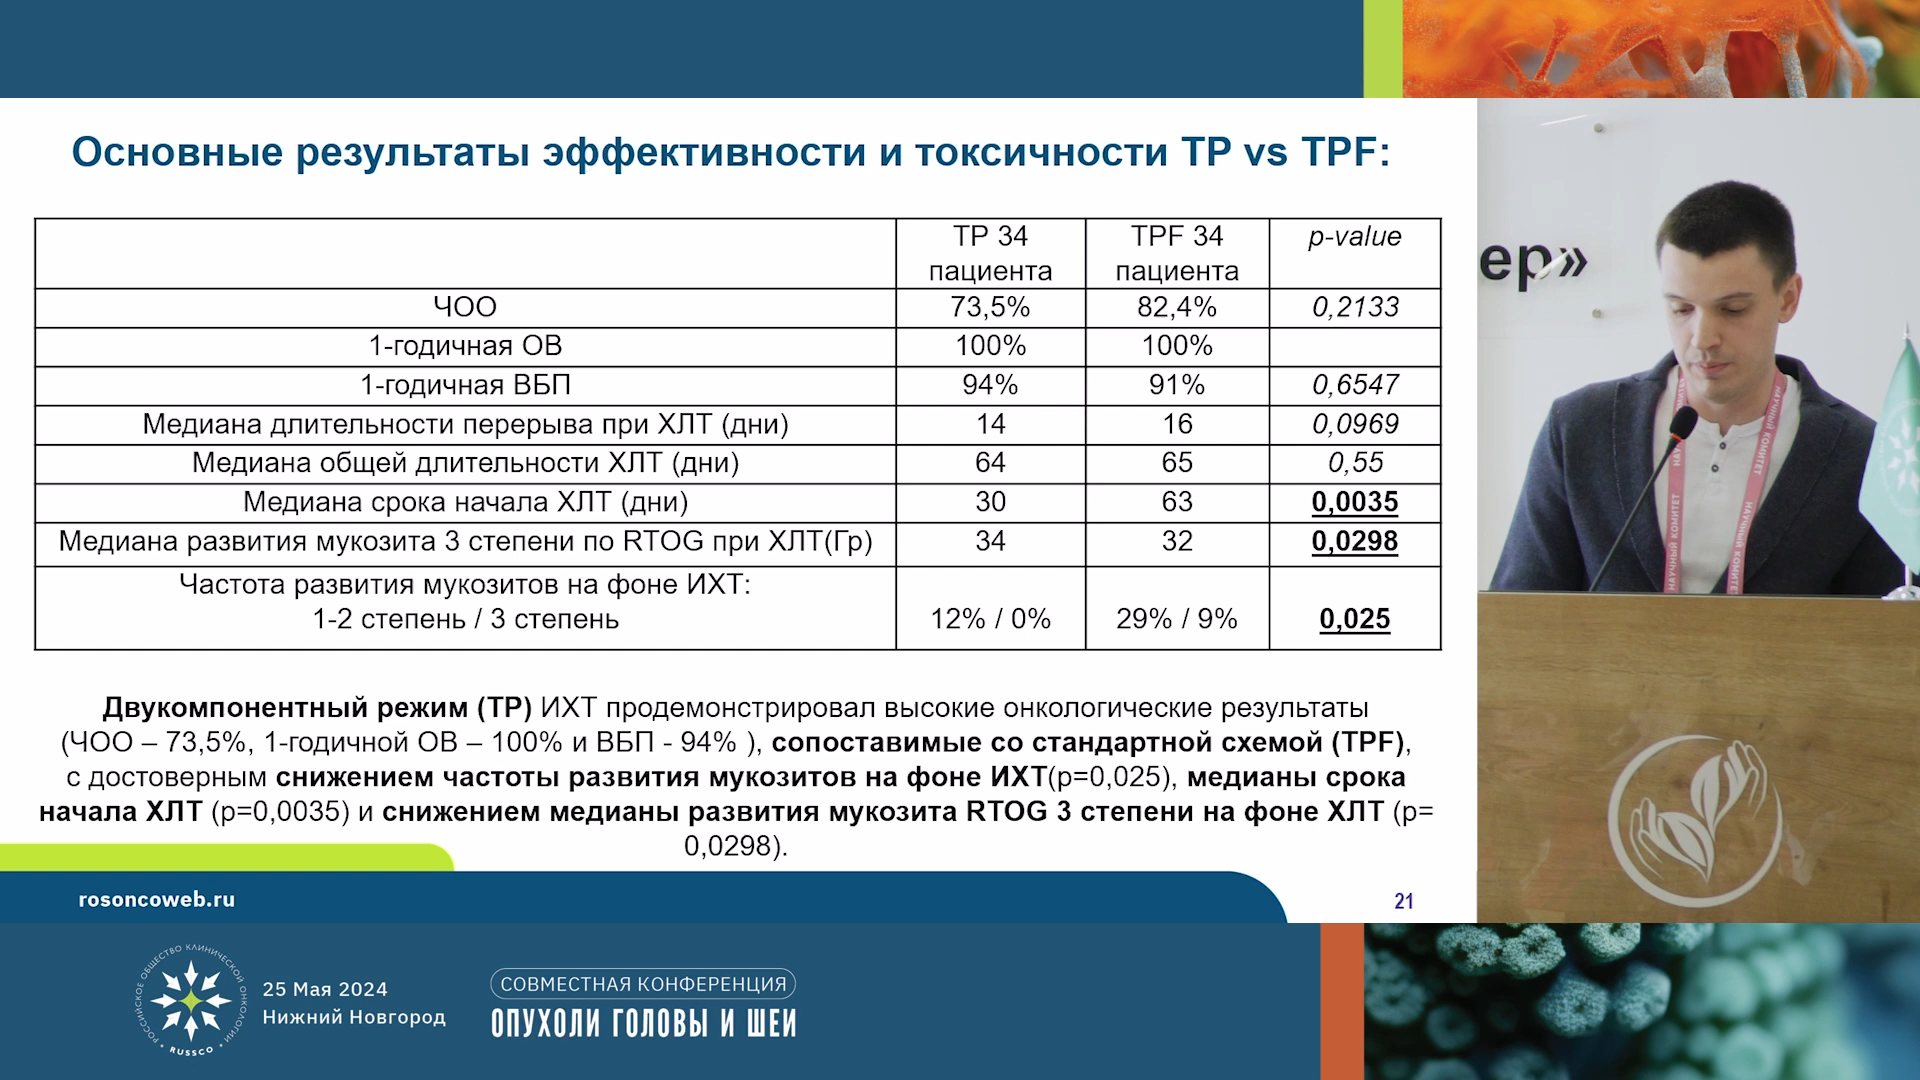 Основные результаты эффективности и токсичности TP vs TPF:
TP 34 пациента TPF 34 пациента p-value
ЧОО 73,5% 82,4% 0,2133
1-годичная ОВ 100% 100%
1-годичная ВБП 94% 91% 0,6547
Медиана длительности перерыва при ХЛТ (дни) 14 16 0,0969
Медиана общей длительности ХЛТ (дни) 64 65 0,55
Медиана срока начала ХЛТ (дни) 30 63 0,0035
Медиана развития мукозита 3 степени по RTOG при ХЛТ(Гр) 34 32 0,0298
Частота развития мукозитов на фоне ИХТ:
1-2 степень / 3 степень 12% / 0% 29% / 9% 0,025
Двукомпонентный режим (TP) ИХТ продемонстрировал высокие онкологические результаты
(ЧОО – 73,5%, 1-годичной ОВ – 100% и ВБП - 94% ), сопоставимые со стандартной схемой (TPF),
с достоверным снижением частоты развития мукозитов на фоне ИХТ(p=0,025), медианы срока
начала ХЛТ (p=0,0035) и снижением медианы развития мукозита RTOG 3 степени на фоне ХЛТ (p=
0,0298).
rosoncoweb.ru
21
ер»
НАУЧНЫЙ КОМИТЕТ
РОССИЙСКОЕ ОБЩЕСТВО КЛИНИЧЕСКОЙ ОНКОЛОГИИ
RUSSCO
25 Мая 2024
Нижний Новгород
СОВМЕСТНАЯ КОНФЕРЕНЦИЯ
ОПУХОЛИ ГОЛОВЫ И ШЕИ